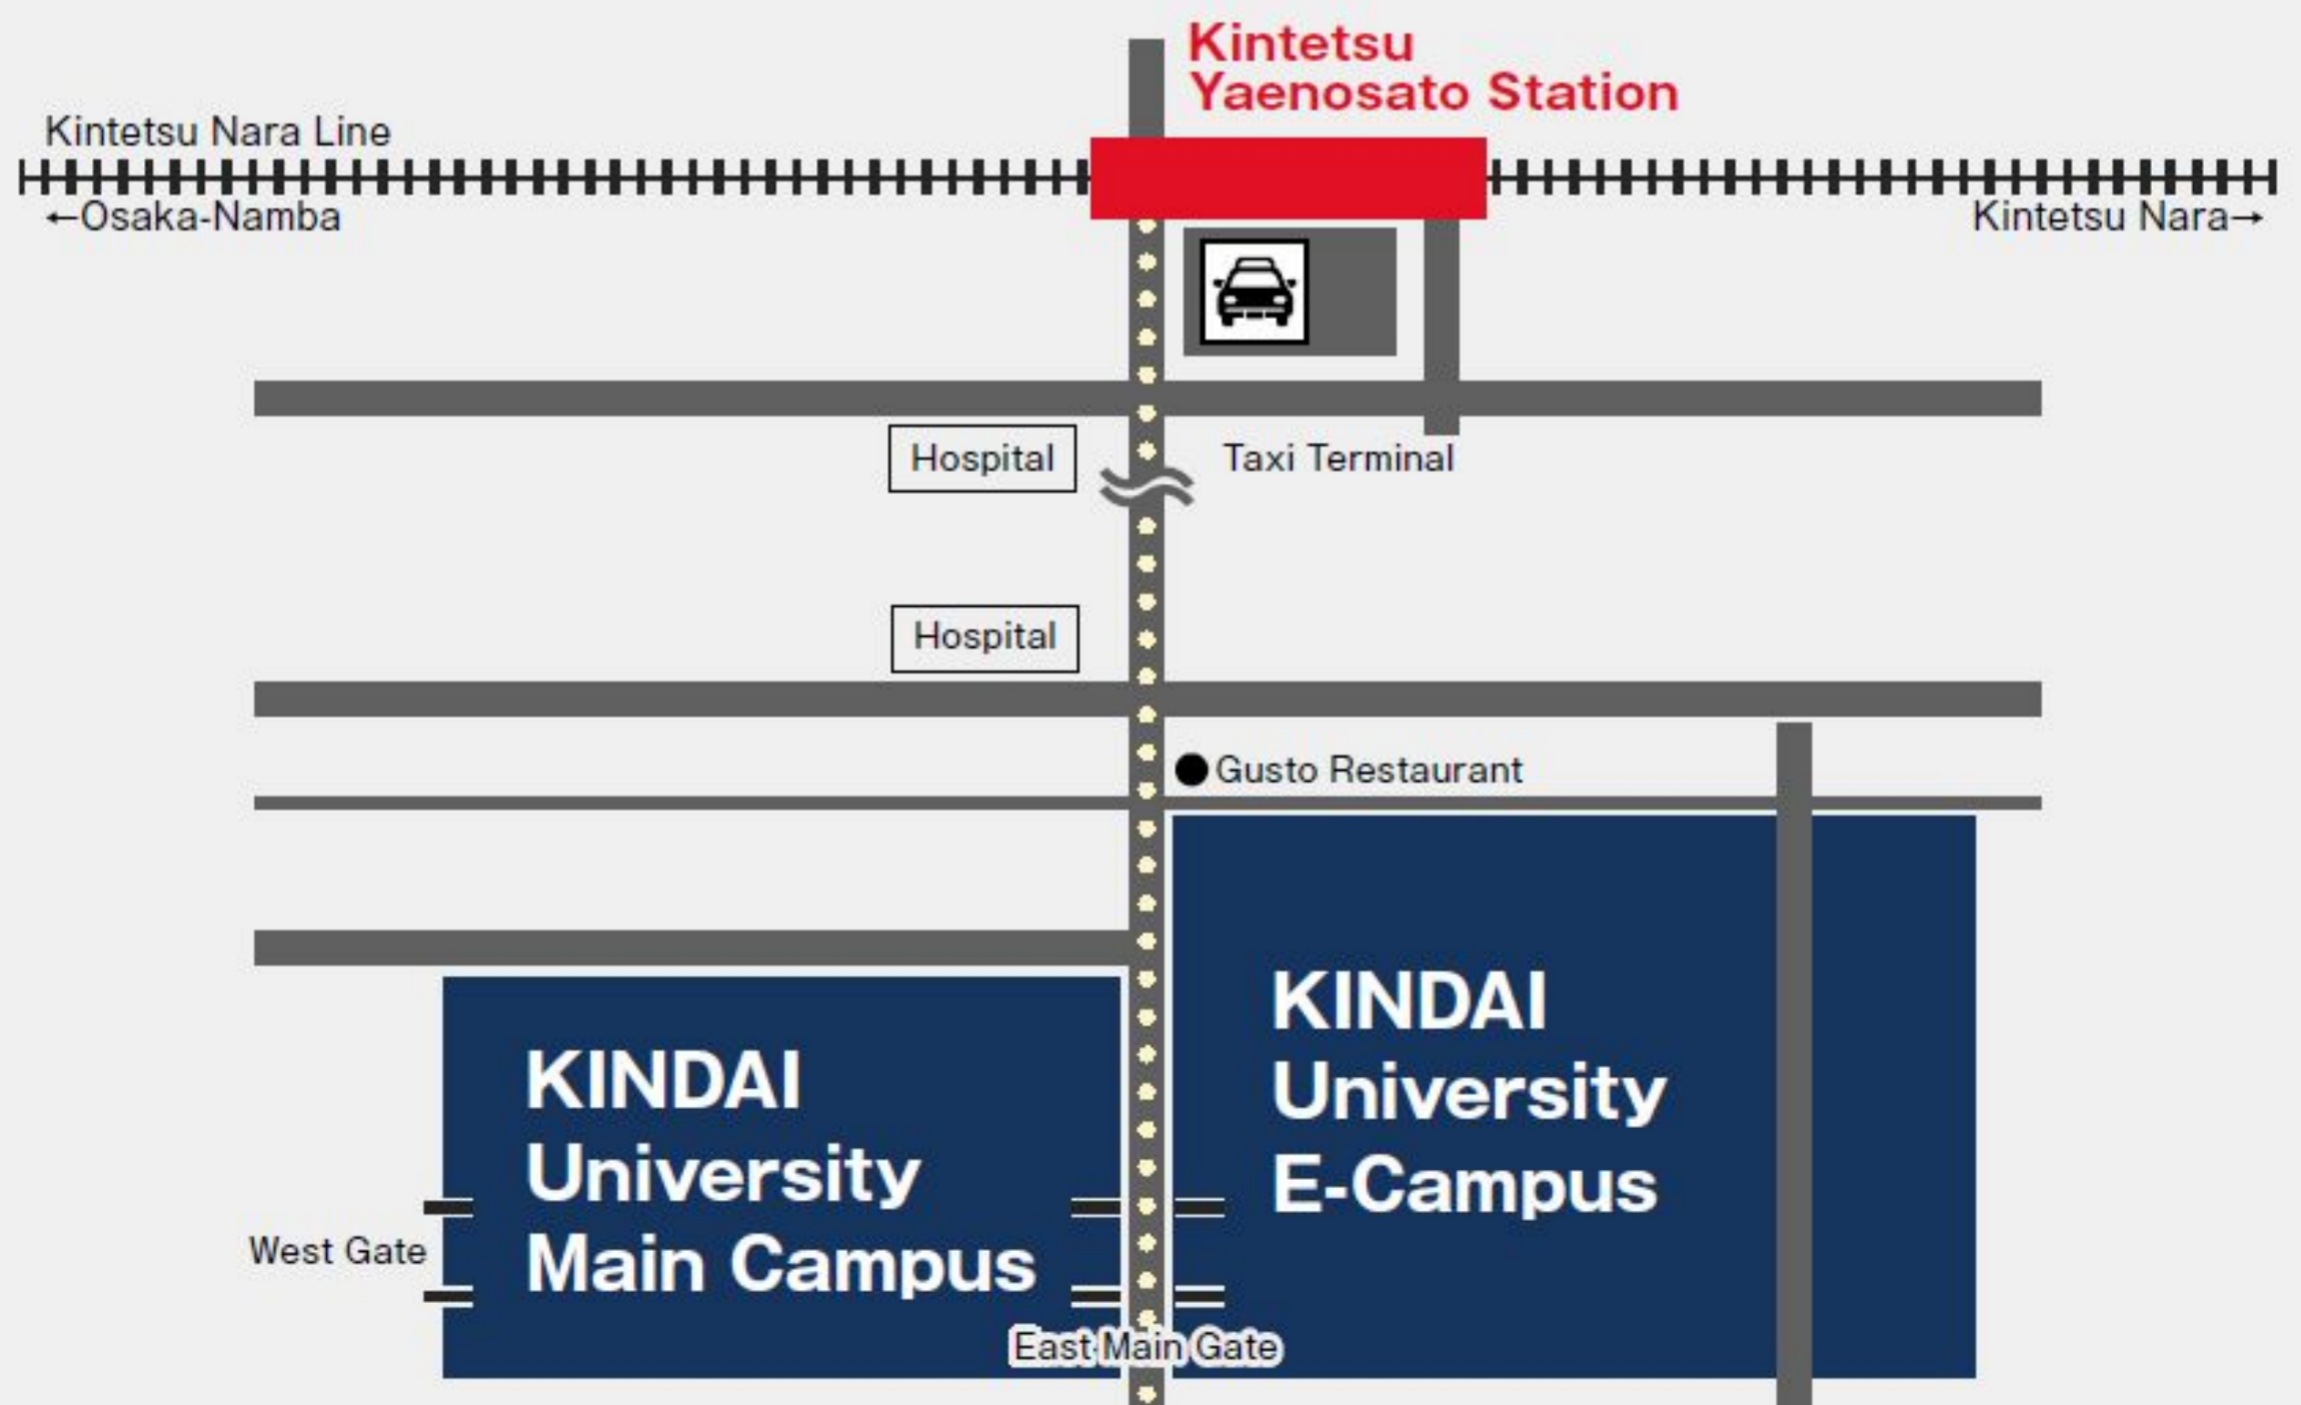 Kintetsu
Yaenosato Station
Kintetsu Nara Line
←Osaka-Namba
Kintetsu Nara→
Hospital
Taxi Terminal
Hospital
Gusto Restaurant
KINDAI
University
E-Campus
KINDAI
University
Main Campus
West Gate
East Main Gate